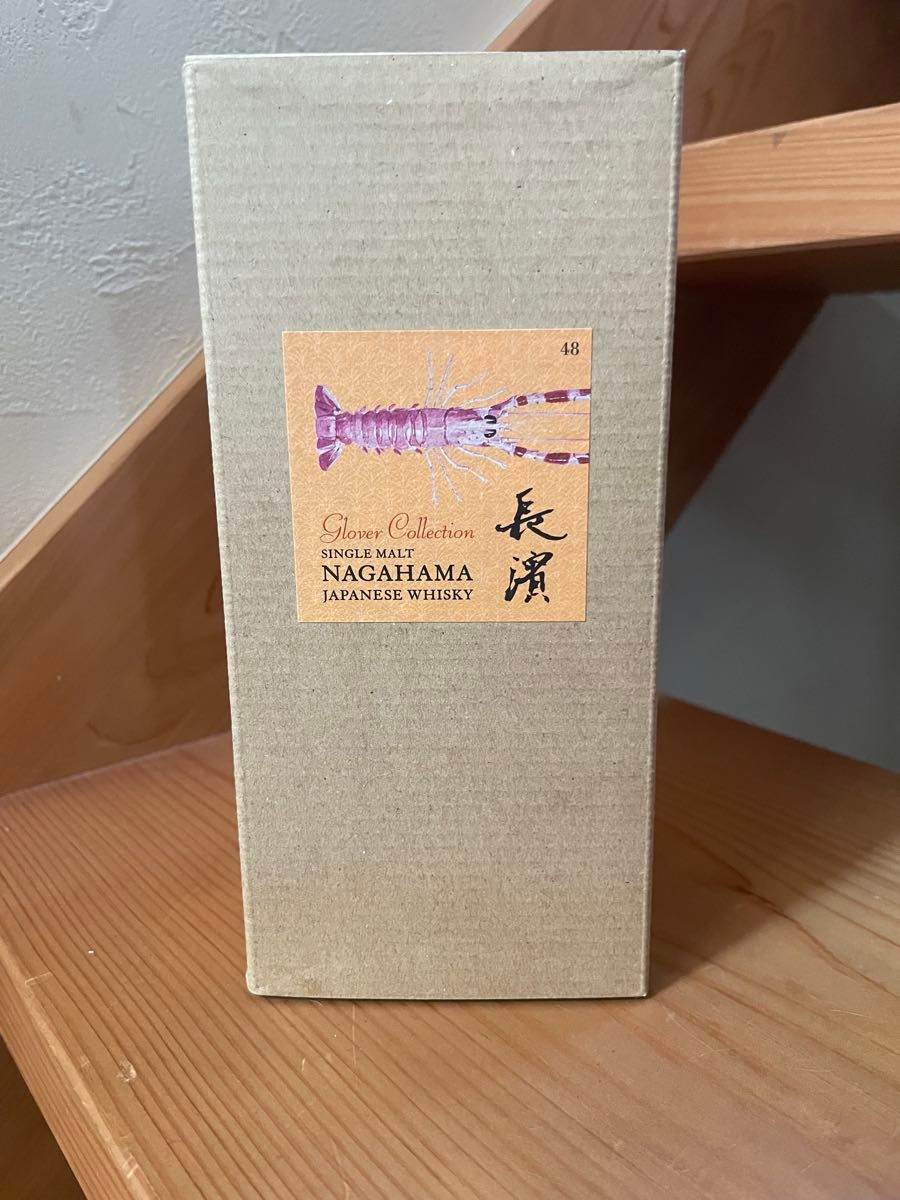 48
Glover Collection
SINGLE MALT
NAGAHAMA
JAPANESE WHISKY
長
濱